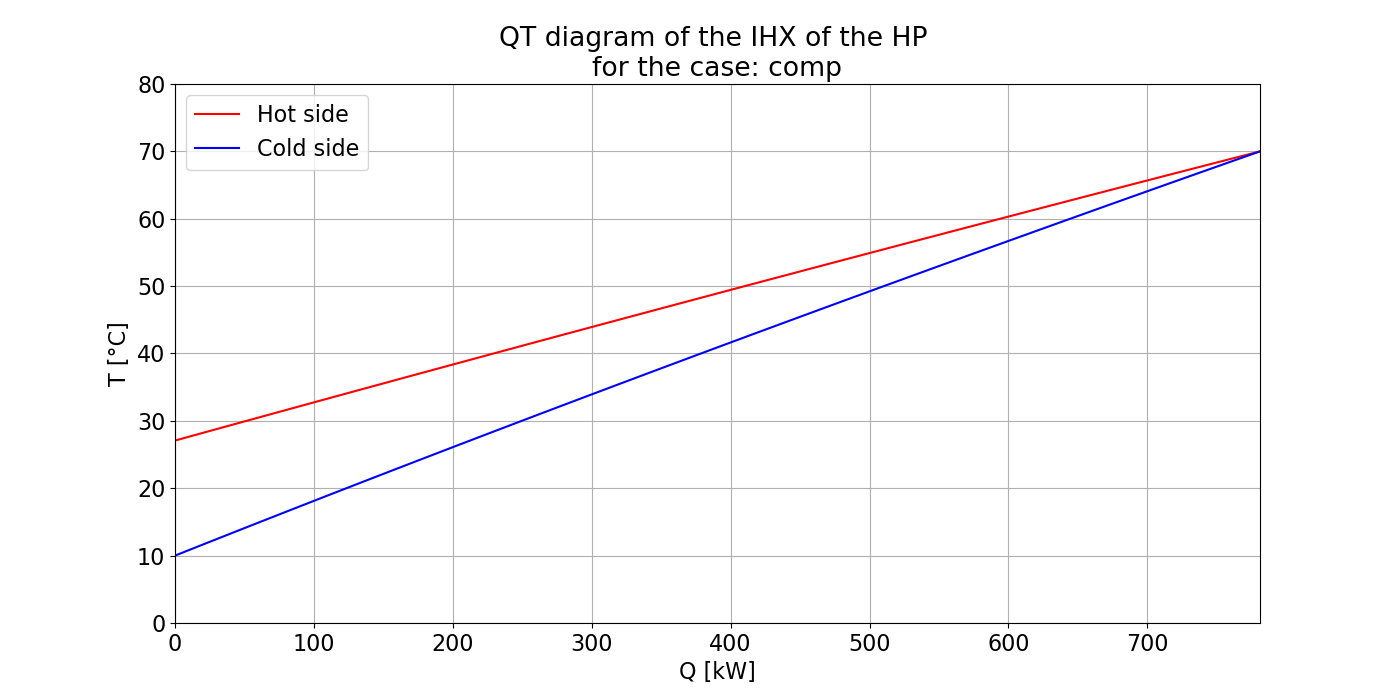 QT diagram of the IHX of the HP
for the case: comp
Hot side
Cold side
T [°C]
80
70
60
50
40
30
20
10
0
0 100 200 300 400 500 600 700
Q [kW]